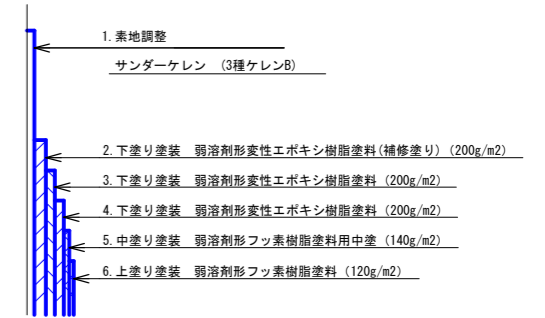 1.素地調整
サンダーケレン (3種ケレンB)
2.下塗り塗装 弱溶剤形変性エポキシ樹脂塗料(補修塗り) (200g/m2)
3.下塗り塗装 弱溶剤形変性エポキシ樹脂塗料 (200g/m2)
4.下塗り塗装 弱溶剤形変性エポキシ樹脂塗料 (200g/m2)
5.中塗り塗装 弱溶剤形フッ素樹脂塗料用中塗 (140g/m2)
6.上塗り塗装 弱溶剤形フッ素樹脂塗料 (120g/m2)